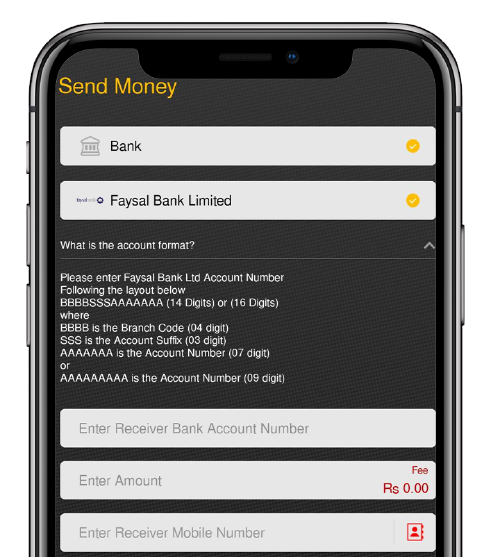 Send Money
Bank
Faysal Bank Limited
What is the account format?
Please enter Faysal Bank Ltd Account Number
Following the layout below
BBBBSSSAAAAAAA (14 Digits) or (16 Digits)
where
BBBB is the Branch Code (04 digit)
SSS is the Account Suffix (03 digit)
AAAAAAA is the Account Number (07 digit)
or
AAAAAAAAA is the Account Number (09 digit)
Enter Receiver Bank Account Number
Fee
Enter Amount Rs 0.00
Enter Receiver Mobile Number